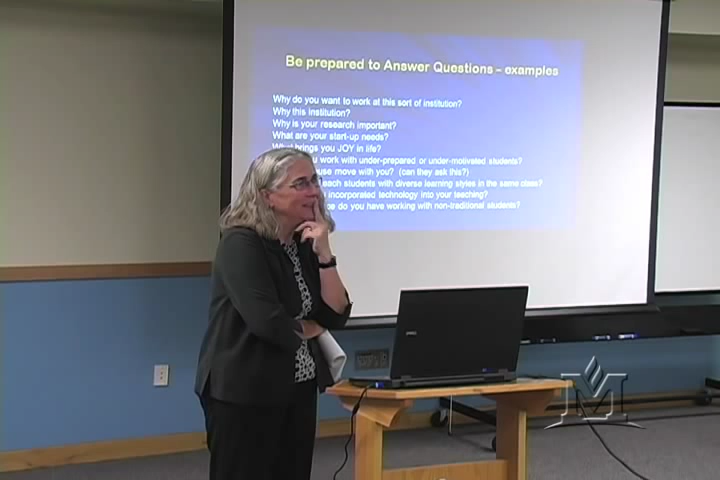 Be prepared to Answer Questions – examples
Why do you want to work at this sort of institution?
Why this institution?
Why is your research important?
What are your start-up needs?
What brings you JOY in life?
you work with under-prepared or under-motivated students?
use move with you? (can they ask this?)
each students with diverse learning styles in the same class?
incorporated technology into your teaching?
do you have working with non-traditional students?
DELL
M